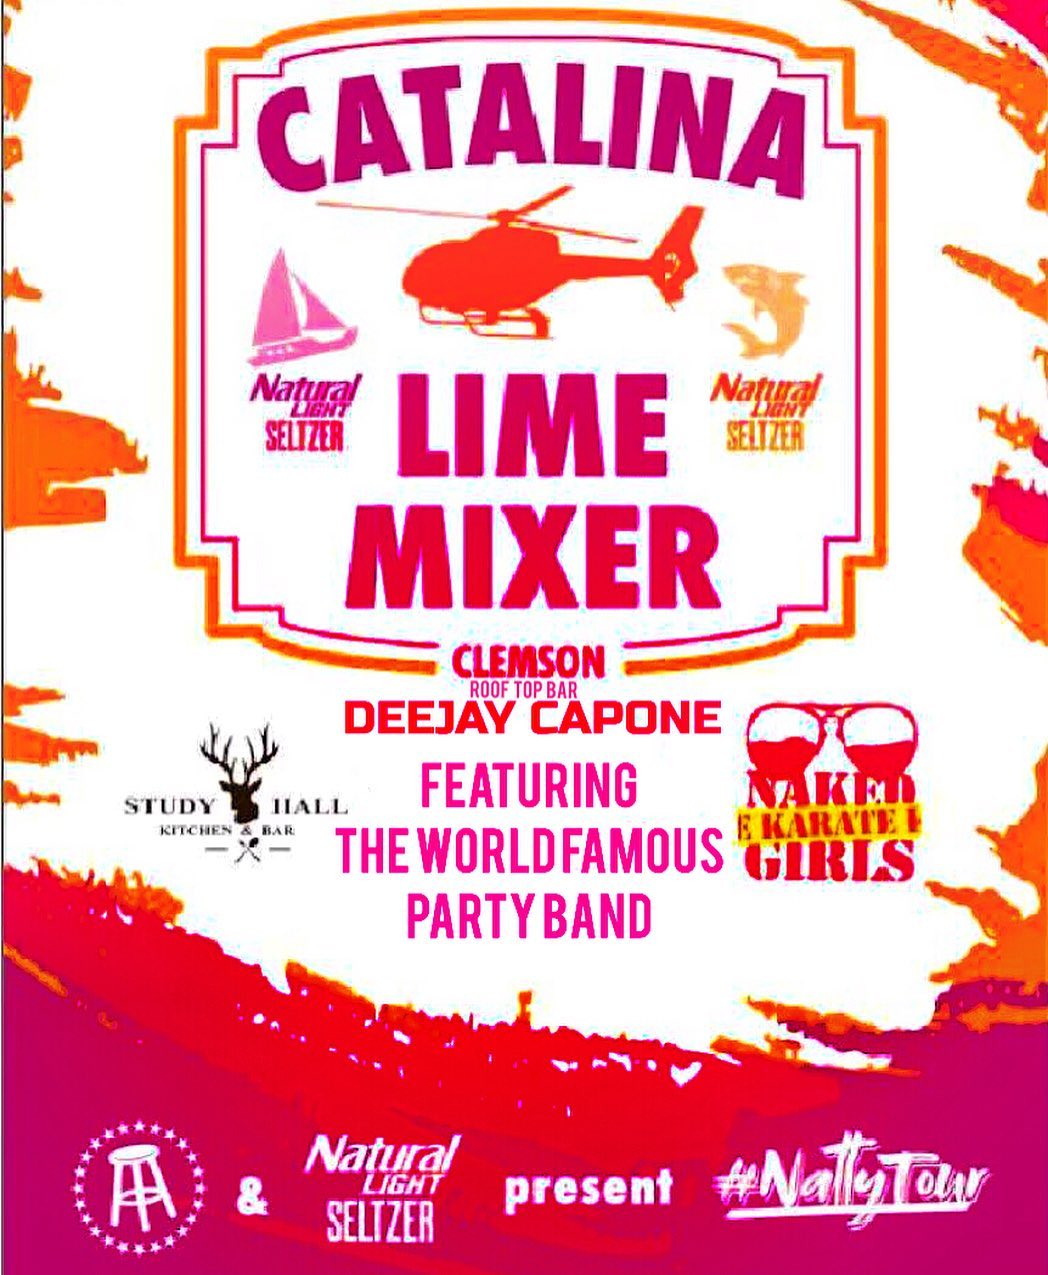 CATALINA
Natural
LIGHT
SELTZER
Natural
LIGHT
SELTZER
LIME
MIXER
CLEMSON
ROOF TOP BAR
DEEJAY CAPONE
STUDY HALL
KITCHEN & BAR
FEATURING
THE WORLD FAMOUS
PARTY BAND
NAKED
E KARATE
GIRLS
& Natural
LIGHT
SELTZER
present #NattyTour